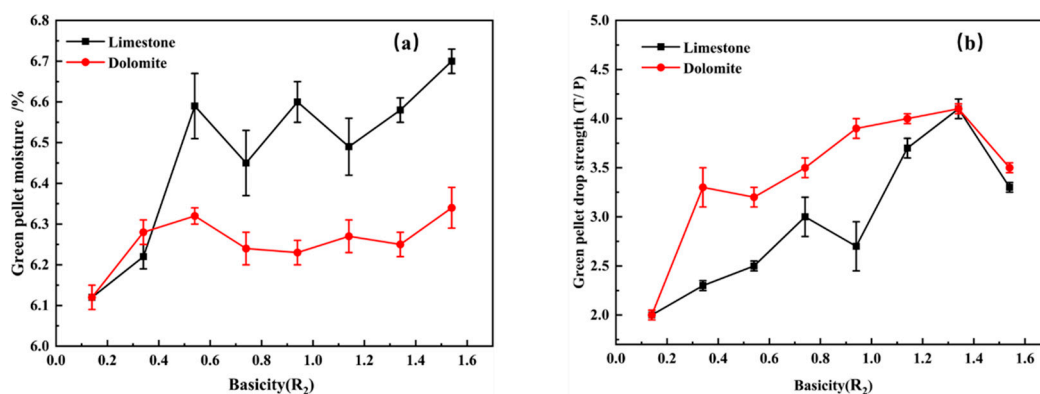 (a)
Limestone
Dolomite
Green pellet moisture /%
6.8
6.7
6.6
6.5
6.4
6.3
6.2
6.1
6.0
0.0 0.2 0.4 0.6 0.8 1.0 1.2 1.4 1.6
Basicity(R₂)
(b)
Limestone
Dolomite
Green pellet drop strength (T/ P)
5.0
4.5
4.0
3.5
3.0
2.5
2.0
0.0 0.2 0.4 0.6 0.8 1.0 1.2 1.4 1.6
Basicity(R₂)